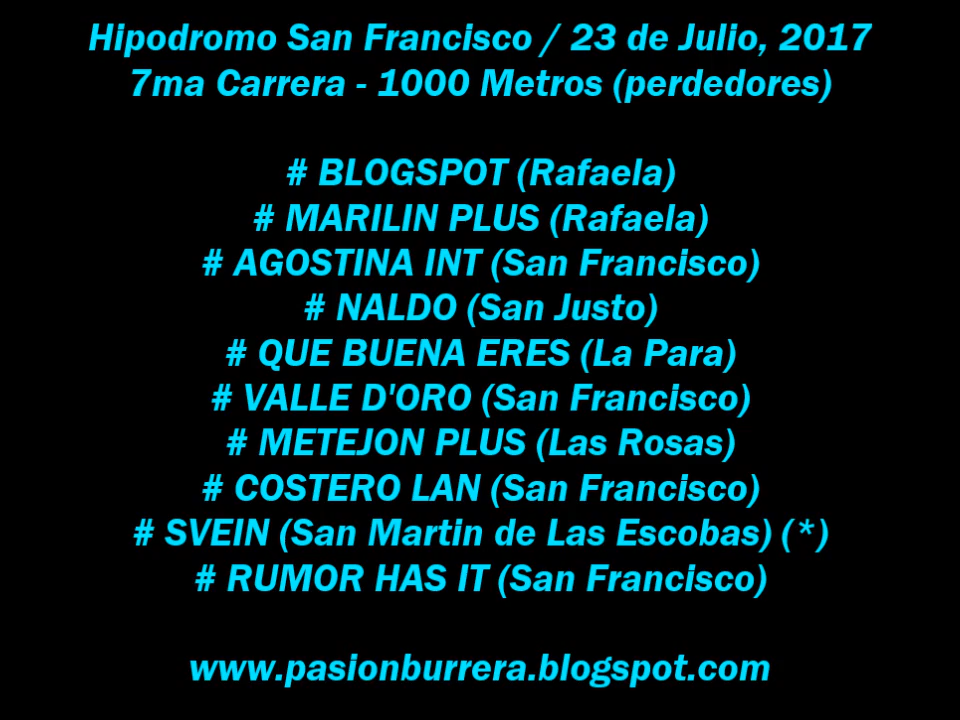 Hipodromo San Francisco / 23 de Julio, 2017
7ma Carrera - 1000 Metros (perdedores)
# BLOGSPOT (Rafaela)
# MARILIN PLUS (Rafaela)
# AGOSTINA INT (San Francisco)
# NALDO (San Justo)
# QUE BUENA ERES (La Para)
# VALLE D'ORO (San Francisco)
# METEJON PLUS (Las Rosas)
# COSTERO LAN (San Francisco)
# SVEIN (San Martin de Las Escobas) (*)
# RUMOR HAS IT (San Francisco)
www.pasionburrera.blogspot.com